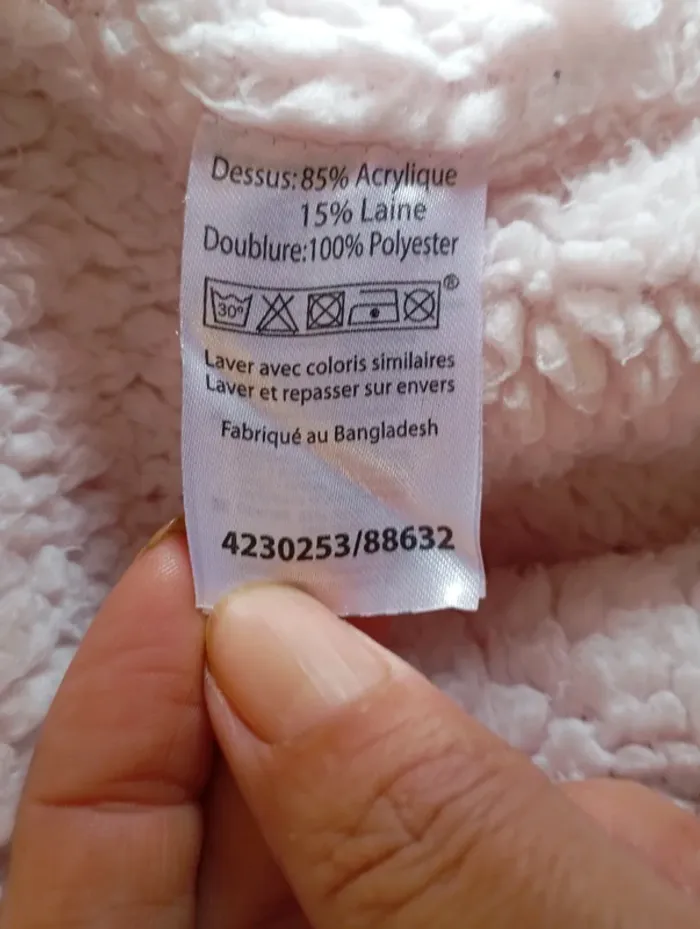 Dessus:85% Acrylique
15% Laine
Doublure:100% Polyester
30° ®
Laver avec coloris similaires
Laver et repasser sur envers
Fabriqué au Bangladesh
4230253/88632